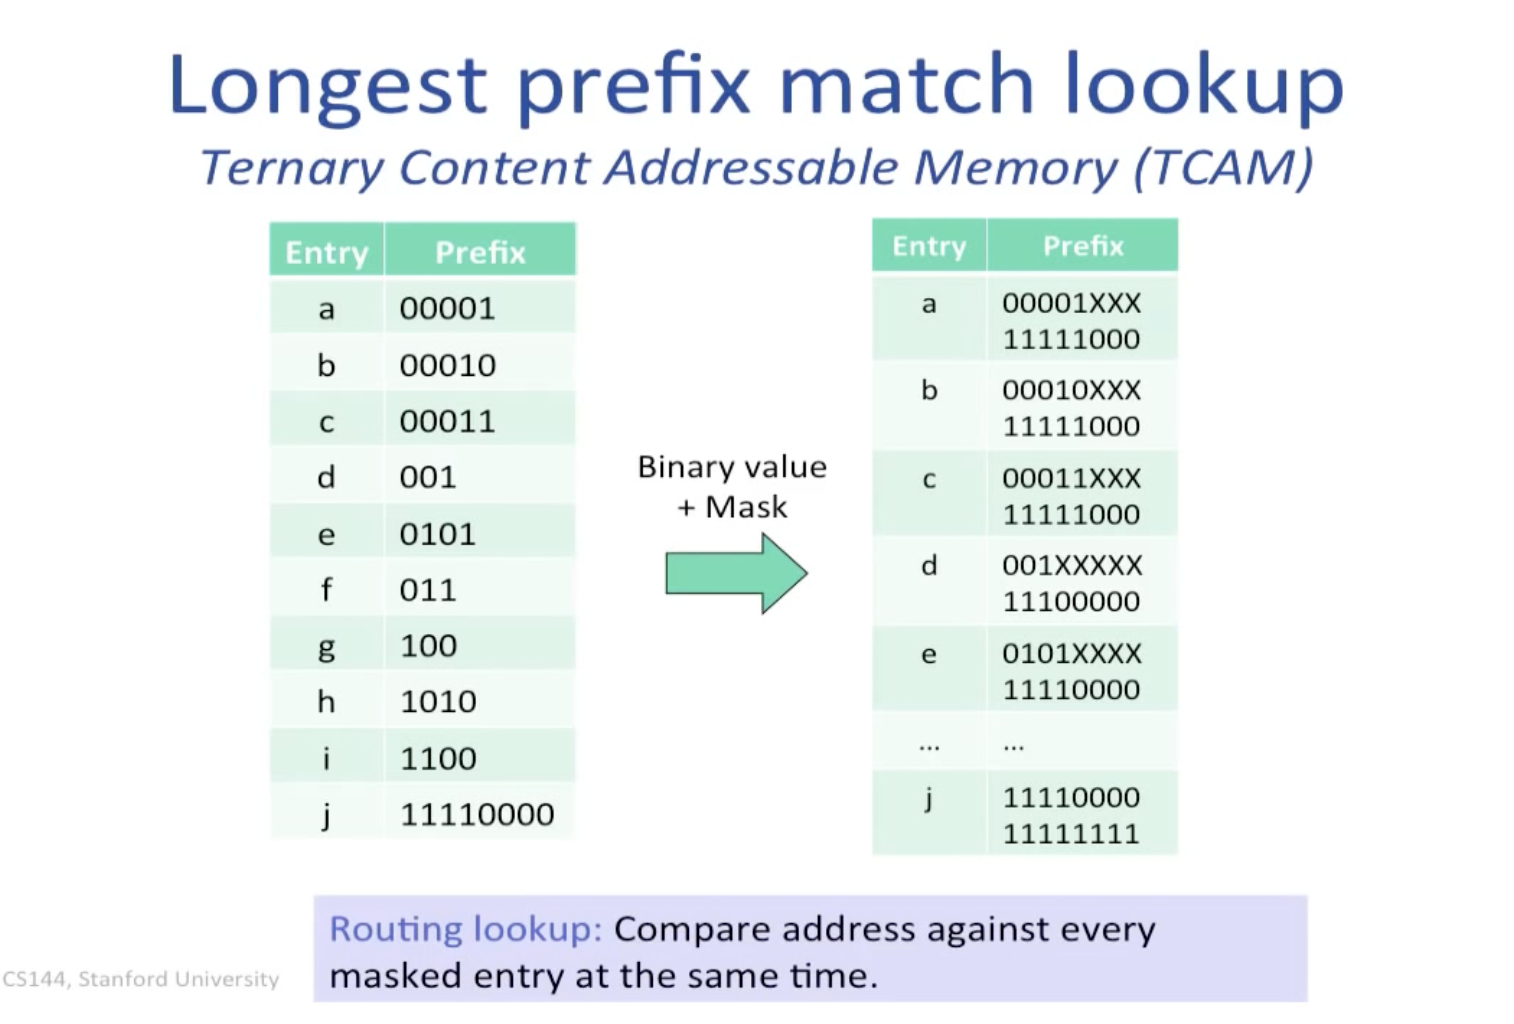 Longest prefix match lookup
Ternary Content Addressable Memory (TCAM)
Entry Prefix
a 00001
b 00010
c 00011
d 001
e 0101
f 011
g 100
h 1010
i 1100
j 11110000
Binary value
+ Mask
Entry Prefix
a 00001XXX
11111000
b 00010XXX
11111000
c 00011XXX
11111000
d 001XXXXX
11100000
e 0101XXXX
11110000
... ...
j 11110000
11111111
Routing lookup: Compare address against every
masked entry at the same time.
CS144, Stanford University